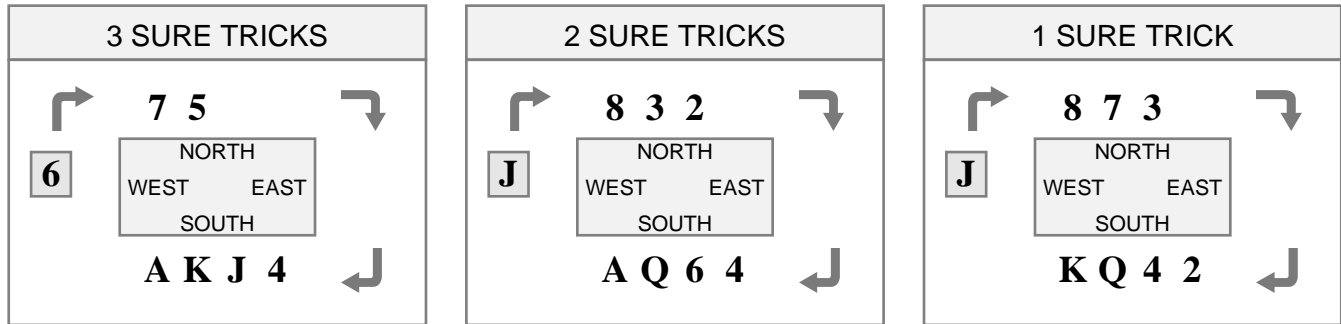 3 SURE TRICKS
7 5
6
NORTH
WEST EAST
SOUTH
A K J 4
2 SURE TRICKS
8 3 2
J
NORTH
WEST EAST
SOUTH
A Q 6 4
1 SURE TRICK
8 7 3
J
NORTH
WEST EAST
SOUTH
K Q 4 2